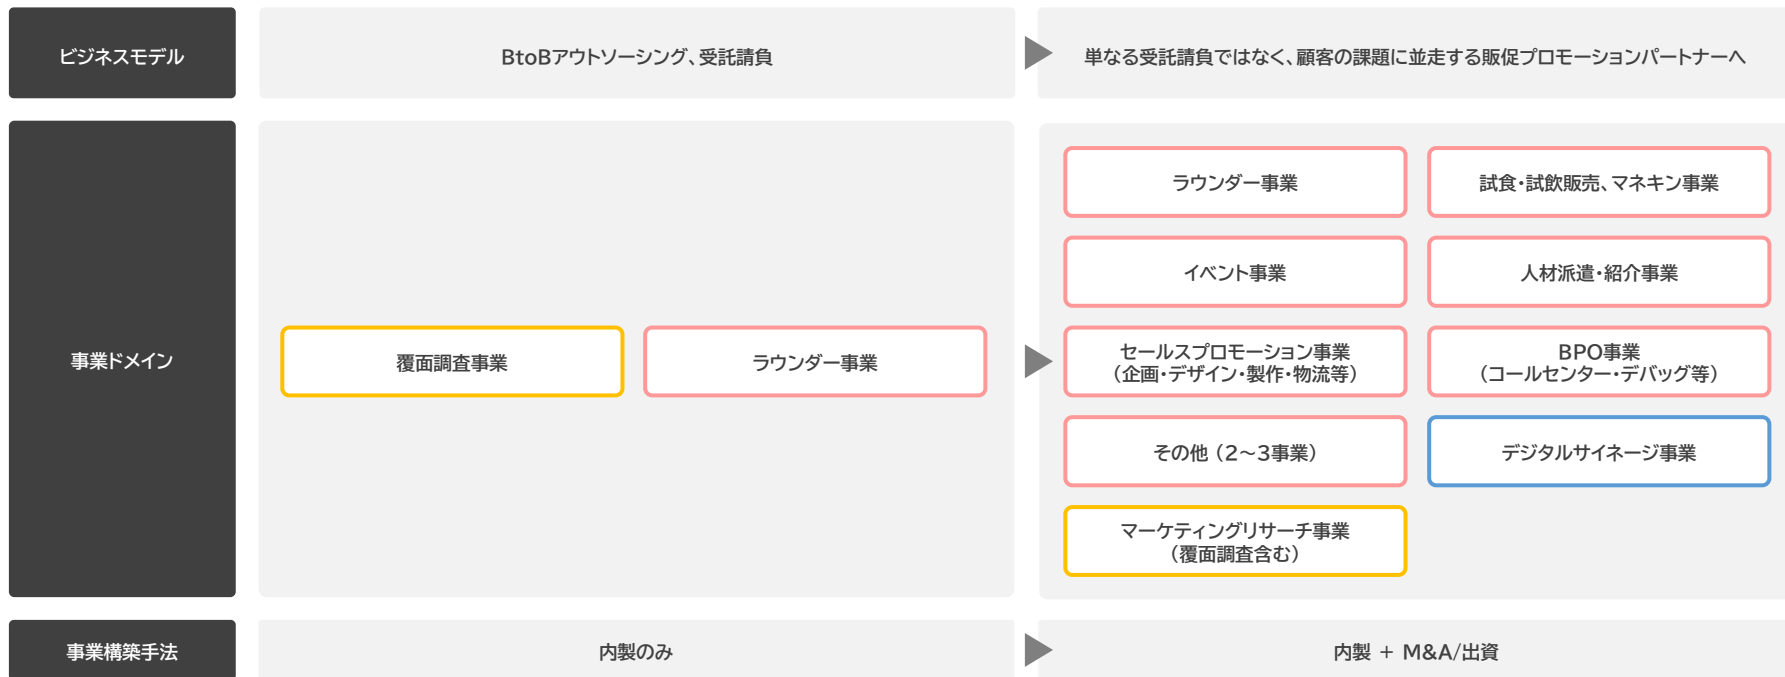 ビジネスモデル
BtoBアウトソーシング、受託請負
単なる受託請負ではなく、顧客の課題に並走する販促プロモーションパートナーへ
事業ドメイン
覆面調査事業
ラウンダー事業
ラウンダー事業
試食・試飲販売、マネキン事業
イベント事業
人材派遣・紹介事業
セールスプロモーション事業
（企画・デザイン・製作・物流等）
BPO事業
（コールセンター・デバッグ等）
その他（2～3事業）
デジタルサイネージ事業
マーケティングリサーチ事業
（覆面調査含む）
事業構築手法
内製のみ
内製 ＋ M&A/出資